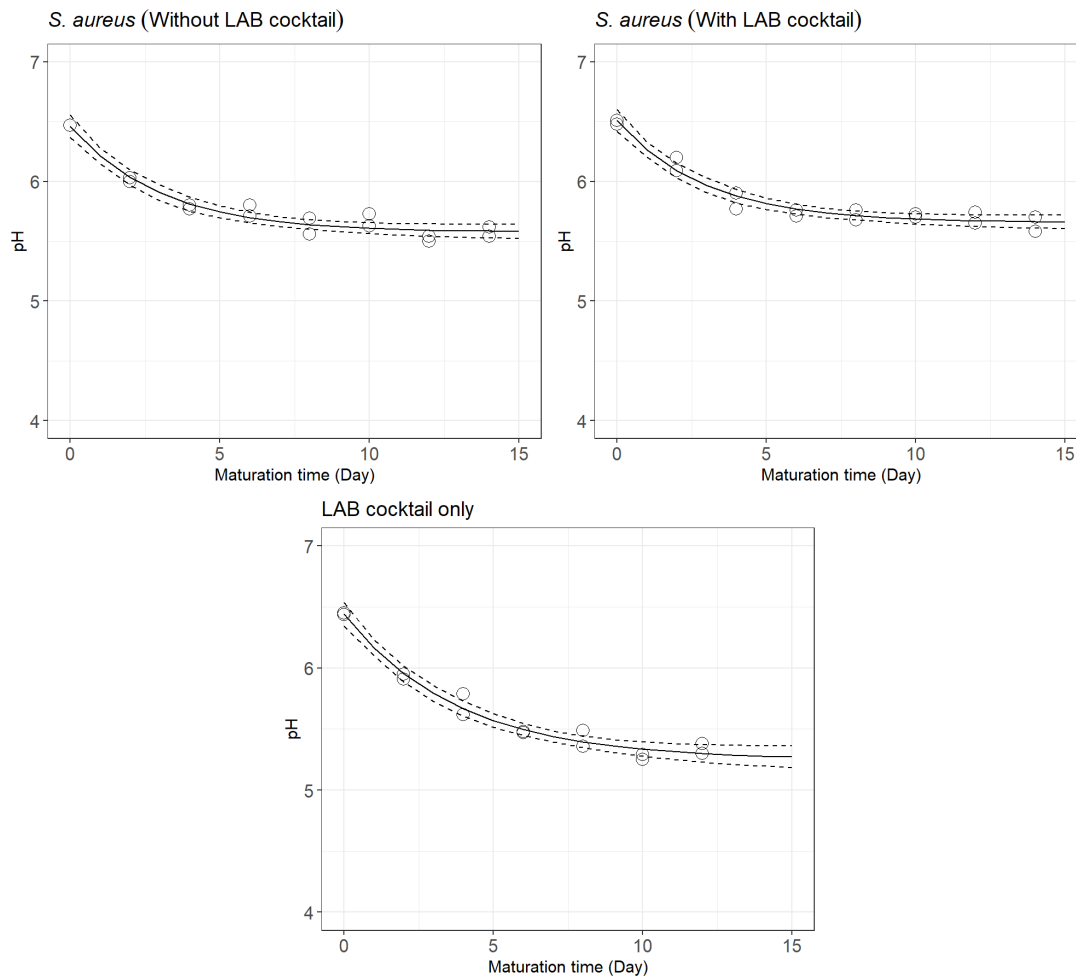 S. aureus (Without LAB cocktail)
7
6
5
4
pH
0 5 10 15
Maturation time (Day)
S. aureus (With LAB cocktail)
7
6
5
4
pH
0 5 10 15
Maturation time (Day)
LAB cocktail only
7
6
5
4
pH
0 5 10 15
Maturation time (Day)